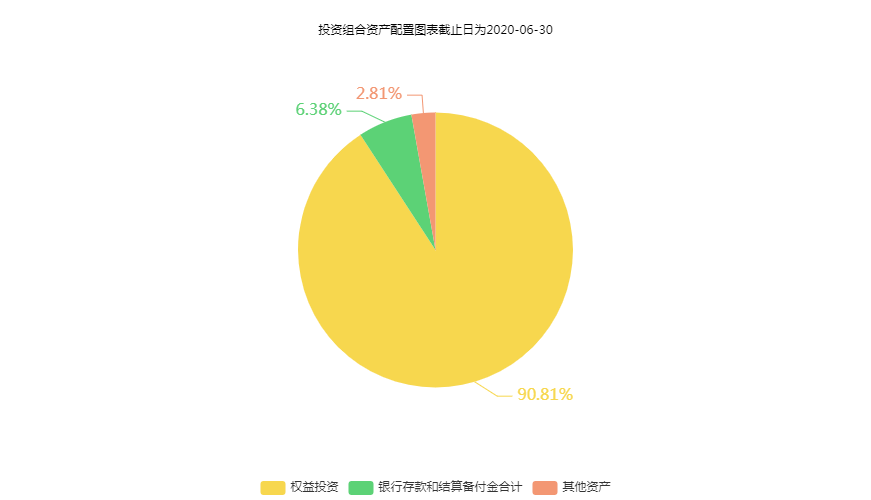 投资组合资产配置图表截止日为2020-06-30
2.81%
6.38%
90.81%
权益投资 银行存款和结算备付金合计 其他资产